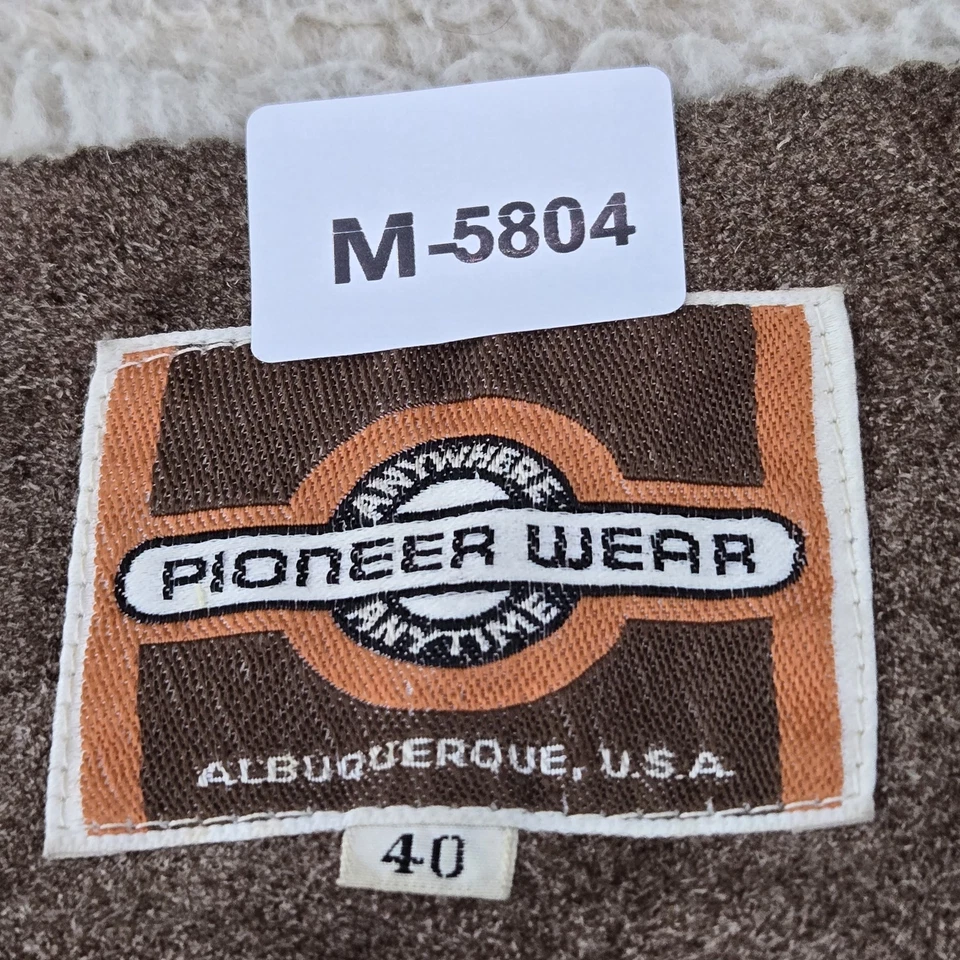 M-5804
ANYWHERE
PIONEER WEAR
ANYTIME
ALBUQUERQUE, U.S.A.
40